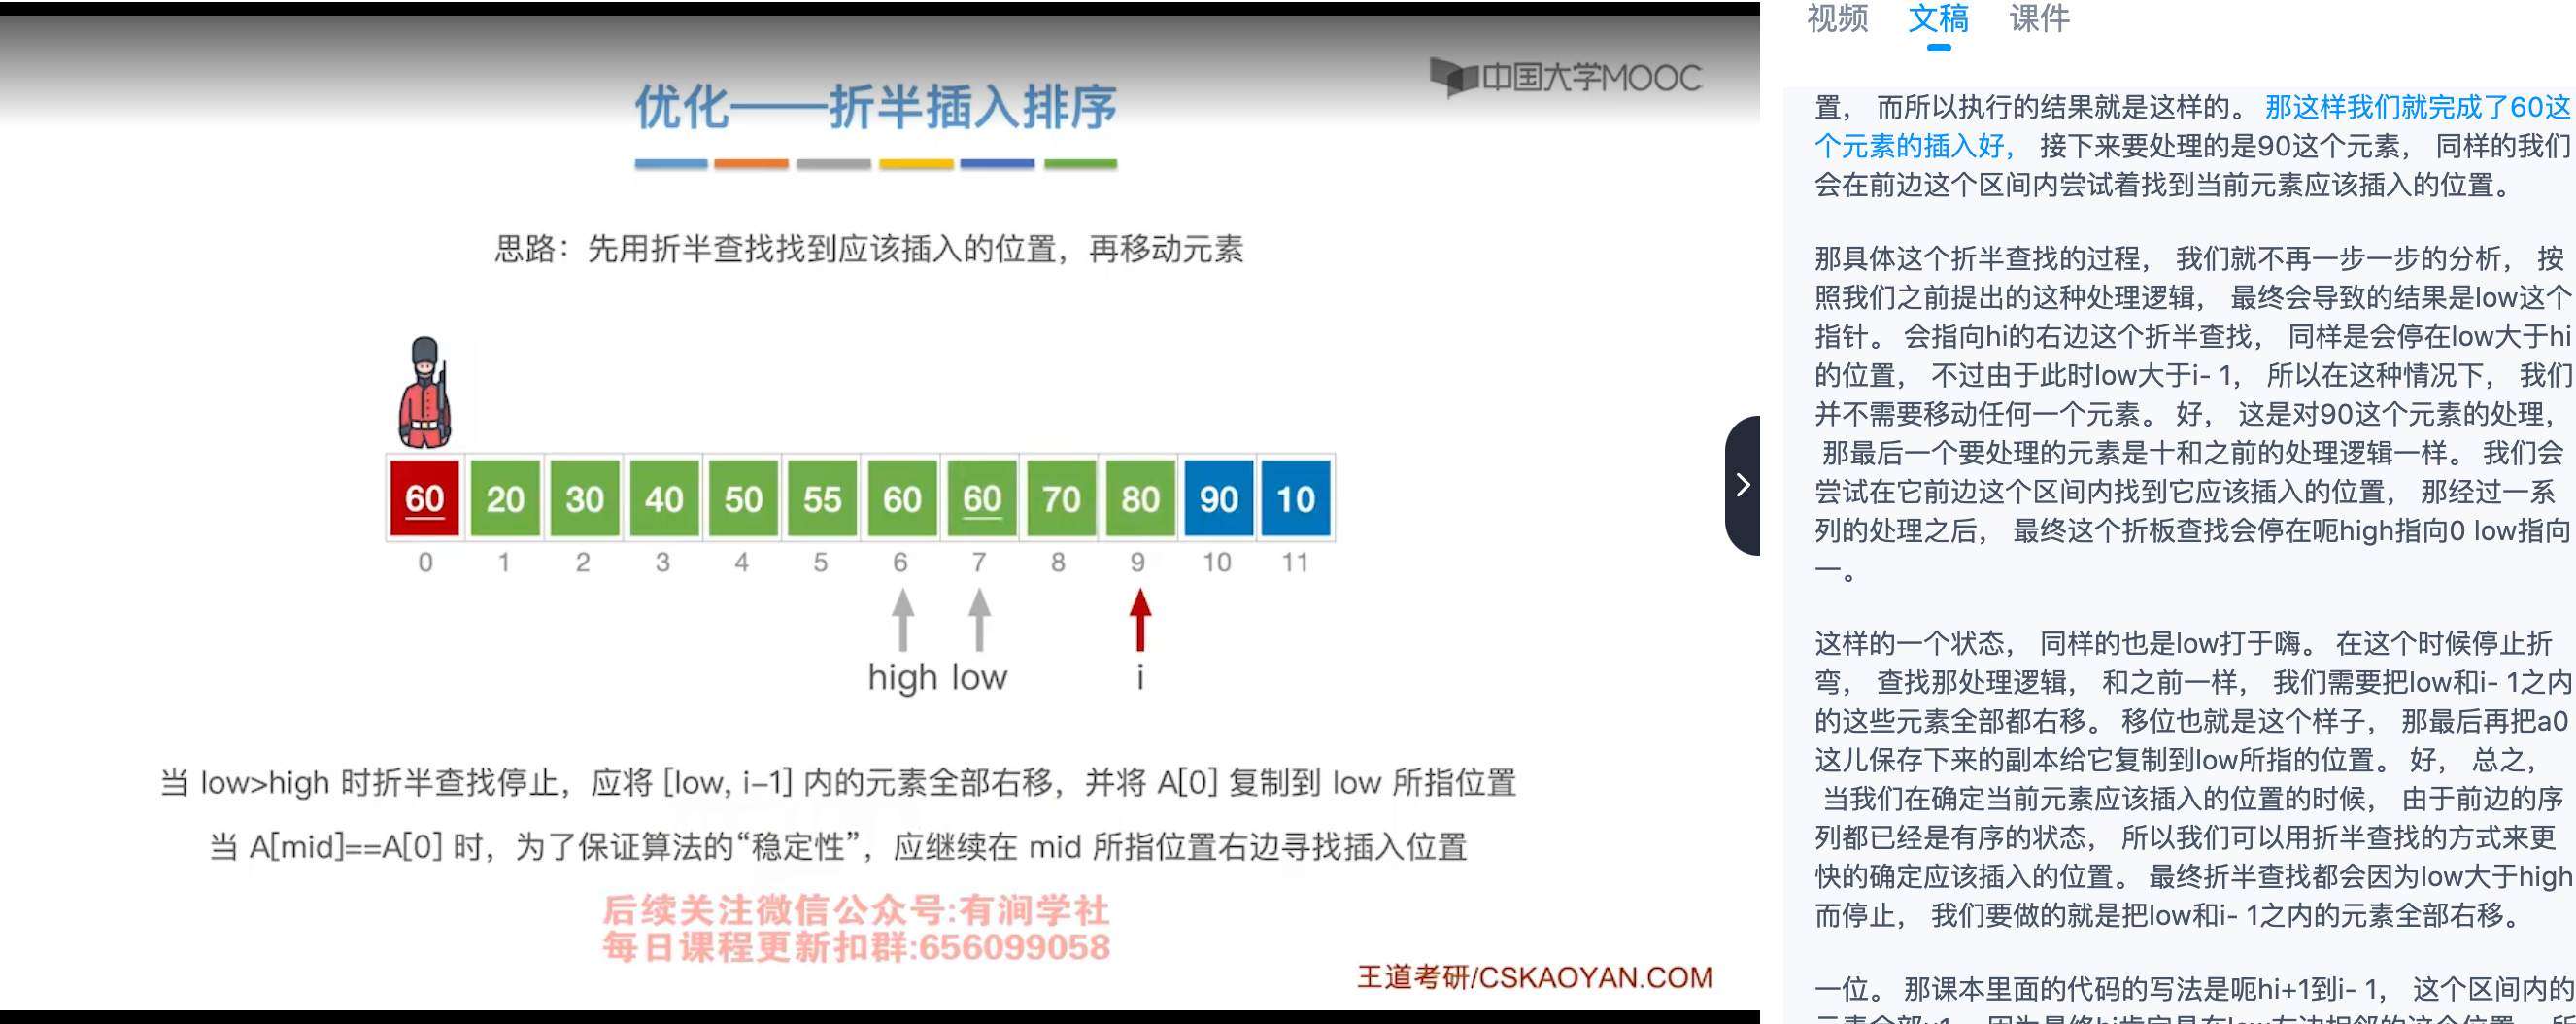 中国大学MOOC
优化——折半插入排序
思路：先用折半查找找到应该插入的位置，再移动元素
60 20 30 40 50 55 60 60 70 80 90 10
0 1 2 3 4 5 6 7 8 9 10 11
high low i
当 low>high 时折半查找停止，应将 [low, i-1] 内的元素全部右移，并将 A[0] 复制到 low 所指位置
当 A[mid]==A[0] 时，为了保证算法的“稳定性”，应继续在 mid 所指位置右边寻找插入位置
后续关注微信公众号:有涧学社
每日课程更新扣群:656099058
王道考研/CSKAOYAN.COM
视频 文稿 课件
置， 而所以执行的结果就是这样的。 那这样我们就完成了60这
个元素的插入好， 接下来要处理的是90这个元素， 同样的我们
会在前边这个区间内尝试着找到当前元素应该插入的位置。
那具体这个折半查找的过程， 我们就不再一步一步的分析， 按
照我们之前提出的这种处理逻辑， 最终会导致的结果是low这个
指针。 会指向hi的右边这个折半查找， 同样是会停在low大于hi
的位置， 不过由于此时low大于i- 1， 所以在这种情况下， 我们
并不需要移动任何一个元素。 好， 这是对90这个元素的处理，
那最后一个要处理的元素是十和之前的处理逻辑一样。 我们会
尝试在它前边这个区间内找到它应该插入的位置， 那经过一系
列的处理之后， 最终这个折板查找会停在呃high指向0 low指向
一。
这样的一个状态， 同样的也是low打于嗨。 在这个时候停止折
弯， 查找那处理逻辑， 和之前一样， 我们需要把low和i- 1之内
的这些元素全部都右移。 移位也就是这个样子， 那最后再把a0
这儿保存下来的副本给它复制到low所指的位置。 好， 总之，
当我们在确定当前元素应该插入的位置的时候， 由于前边的序
列都已经是有序的状态， 所以我们可以用折半查找的方式来更
快的确定应该插入的位置。 最终折半查找都会因为low大于high
而停止， 我们要做的就是把low和i- 1之内的元素全部右移。
一位。 那课本里面的代码的写法是呃hi+1到i- 1， 这个区间内的